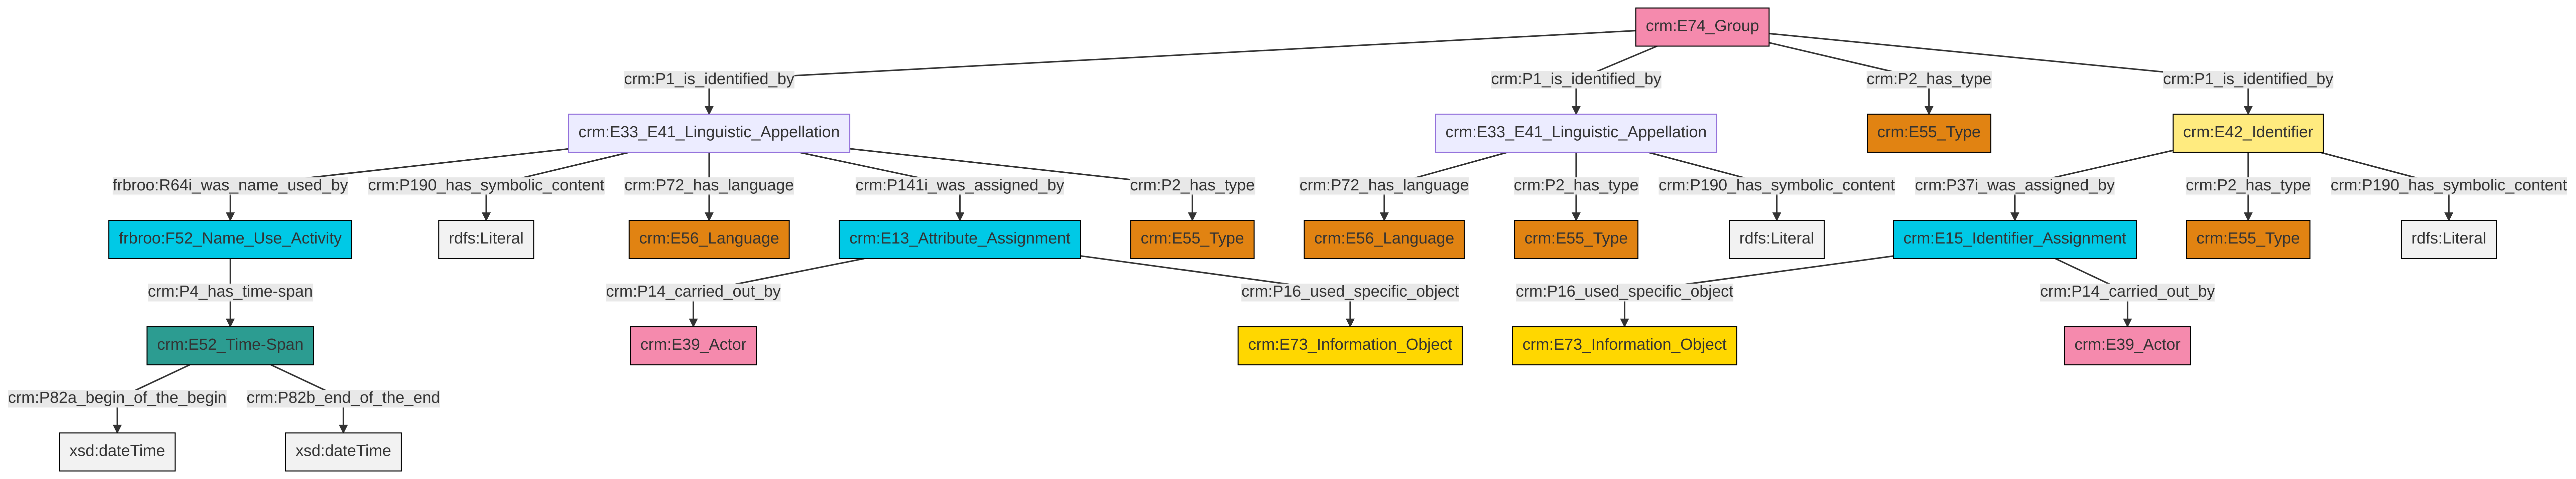 crm:E74_Group
crm:P1_is_identified_by
crm:P1_is_identified_by
crm:P2_has_type
crm:P1_is_identified_by
crm:E33_E41_Linguistic_Appellation
crm:E33_E41_Linguistic_Appellation
crm:E55_Type
crm:E42_Identifier
frbroo:R64i_was_name_used_by
crm:P190_has_symbolic_content
crm:P72_has_language
crm:P141i_was_assigned_by
crm:P2_has_type
crm:P72_has_language
crm:P2_has_type
crm:P190_has_symbolic_content
crm:P37i_was_assigned_by
crm:P2_has_type
crm:P190_has_symbolic_content
frbroo:F52_Name_Use_Activity
rdfs:Literal
crm:E56_Language
crm:E13_Attribute_Assignment
crm:E55_Type
crm:E56_Language
crm:E55_Type
rdfs:Literal
crm:E15_Identifier_Assignment
crm:E55_Type
rdfs:Literal
crm:P4_has_time-span
crm:P14_carried_out_by
crm:P16_used_specific_object
crm:P16_used_specific_object
crm:P14_carried_out_by
crm:E52_Time-Span
crm:E39_Actor
crm:E73_Information_Object
crm:E73_Information_Object
crm:E39_Actor
crm:P82a_begin_of_the_begin
crm:P82b_end_of_the_end
xsd:dateTime
xsd:dateTime